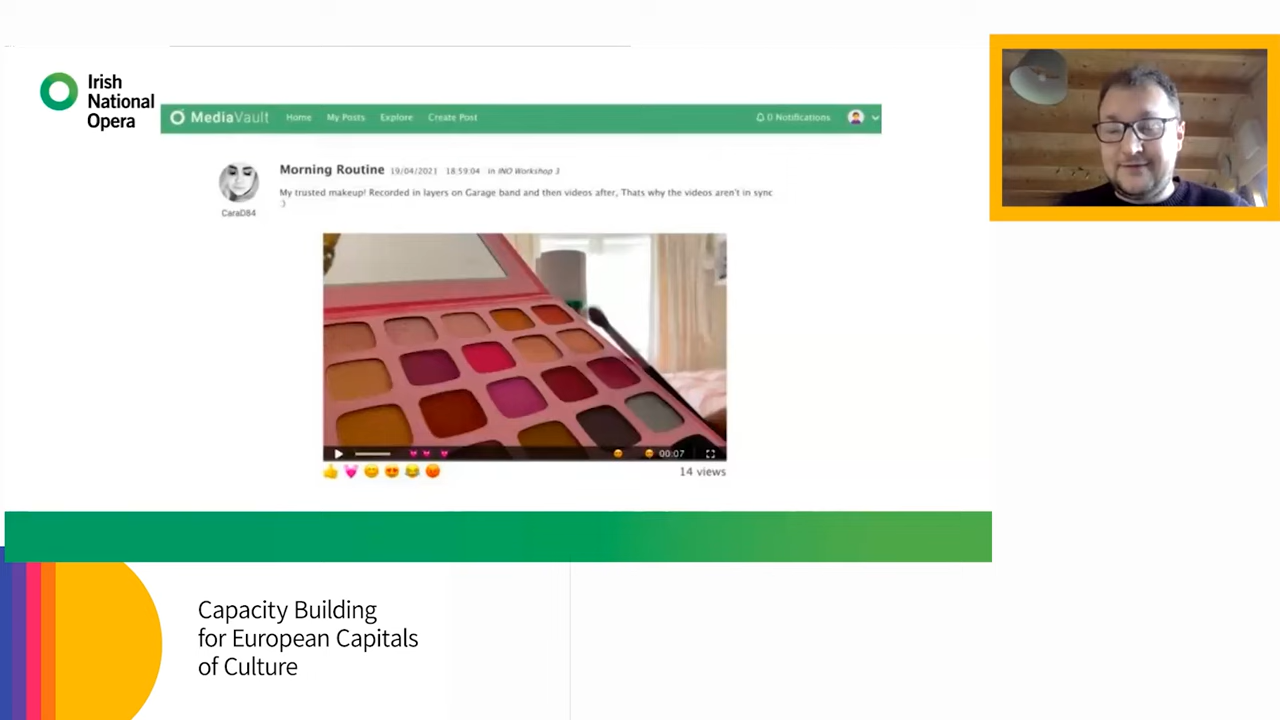 Irish
National
Opera
MediaVault Home My Posts Explore Create Post 0 Notifications
Morning Routine 19/04/2021 18:59:04 in INO Workshop 3
My trusted makeup! Recorded in layers on Garage band and then videos after, Thats why the videos aren't in sync
:)
CaraD84
00:07
14 views
Capacity Building
for European Capitals
of Culture